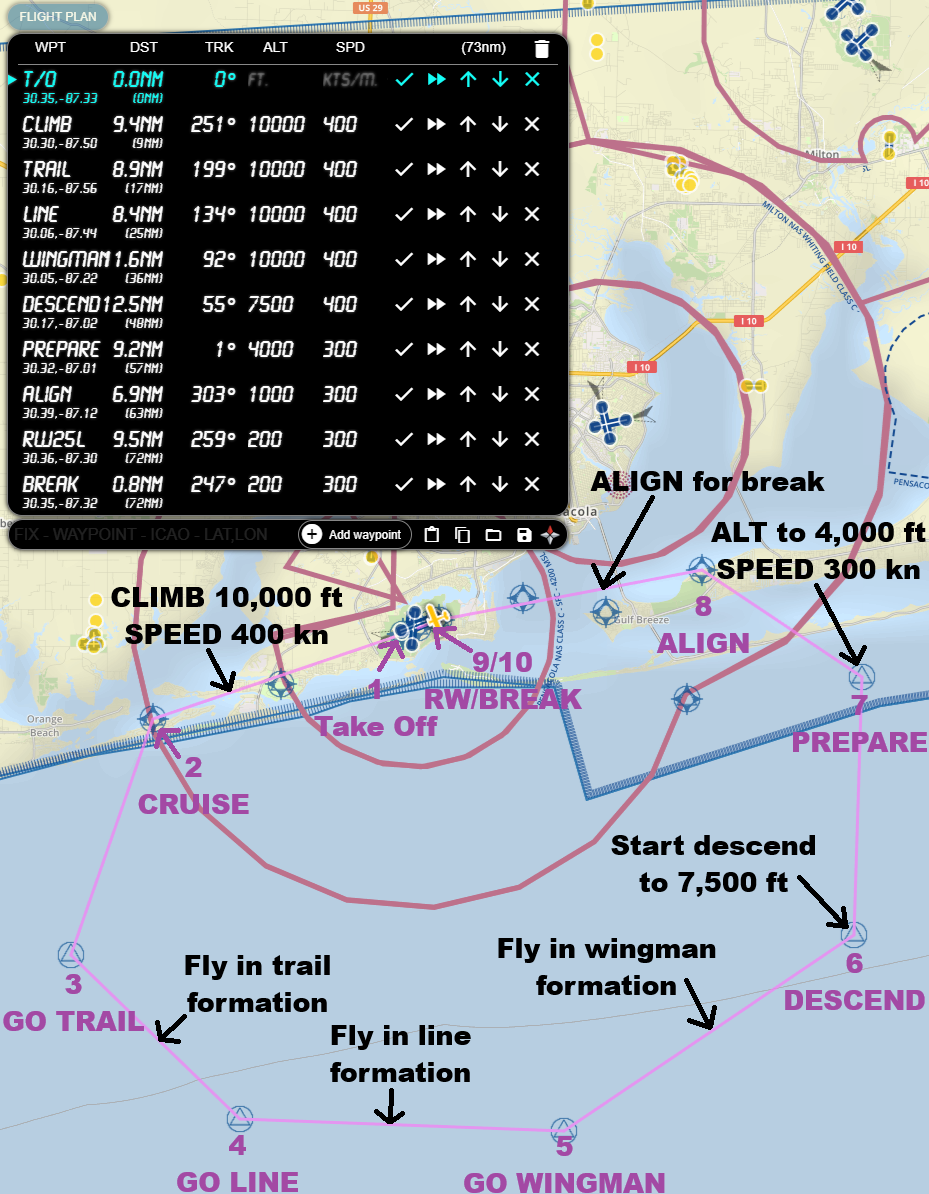 FLIGHT PLAN
US 29
WPT DST TRK ALT SPD (73nm)
T/O 0.0NM 0° FT. KTS/M.
30.35,-87.33 (0NM)
CLIMB 9.4NM 251° 10000 400
30.30,-87.50 (9NM)
TRAIL 8.9NM 199° 10000 400
30.16,-87.56 (17NM)
LINE 8.4NM 134° 10000 400
30.06,-87.44 (25NM)
WINGMAN 1.6NM 92° 10000 400
30.05,-87.22 (36NM)
DESCEND 12.5NM 55° 7500 400
30.17,-87.02 (48NM)
PREPARE 9.2NM 1° 4000 300
30.32,-87.01 (57NM)
ALIGN 6.9NM 303° 1000 300
30.39,-87.12 (63NM)
RW25L 9.5NM 259° 200 300
30.36,-87.30 (72NM)
BREAK 0.8NM 247° 200 300
30.35,-87.32 (72NM)
FIX - WAYPOINT - ICAO - LAT,LON
Add waypoint
Milton
I 10
MILTON NAS WHITING FIELD CLASS C
I 10
I 10
I 10
PENSACO
acola
ALIGN for break
ALT to 4,000 ft
SPEED 300 kn
CLIMB 10,000 ft
SPEED 400 kn
Gulf Breeze
8
ALIGN
9/10
RW/BREAK
1
Take Off
7
PREPARE
Orange
Beach
2
CRUISE
Start descend
to 7,500 ft
Fly in wingman
formation
6
DESCEND
Fly in trail
formation
3
GO TRAIL
Fly in line
formation
4
GO LINE
5
GO WINGMAN